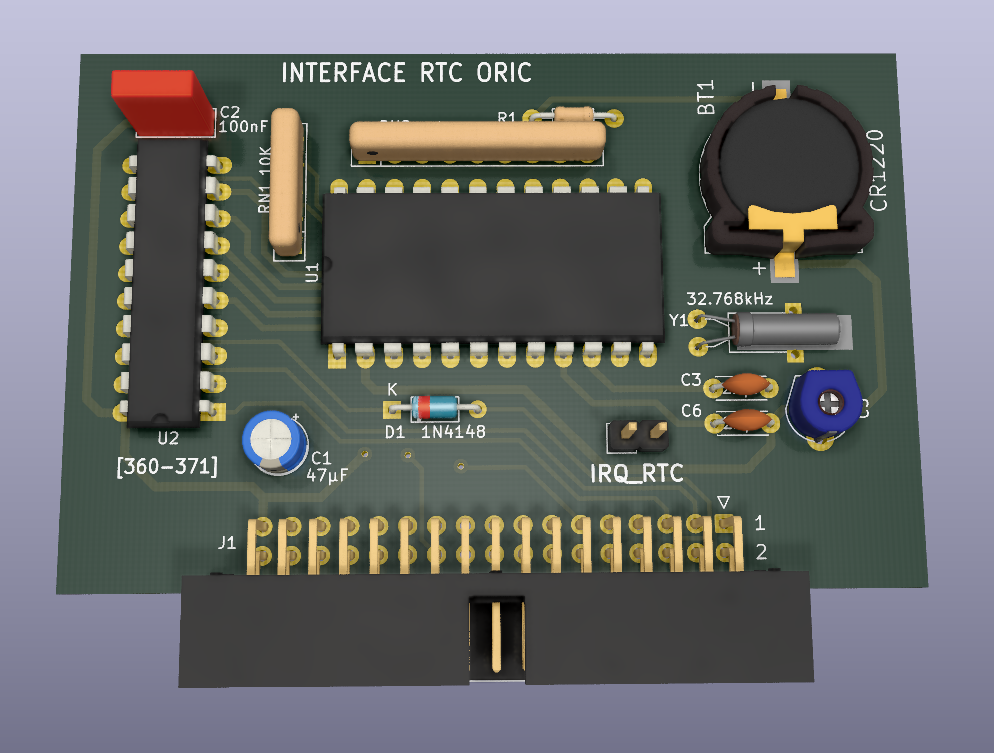 INTERFACE RTC ORIC
BT1
-
C2
100nF
R1
RN1 10K
CR1220
U1
+
32.768kHz
Y1
K
C3
D1 1N4148
C6
U2
[360-371]
+
C1
47µF
IRQ_RTC
J1
1
2